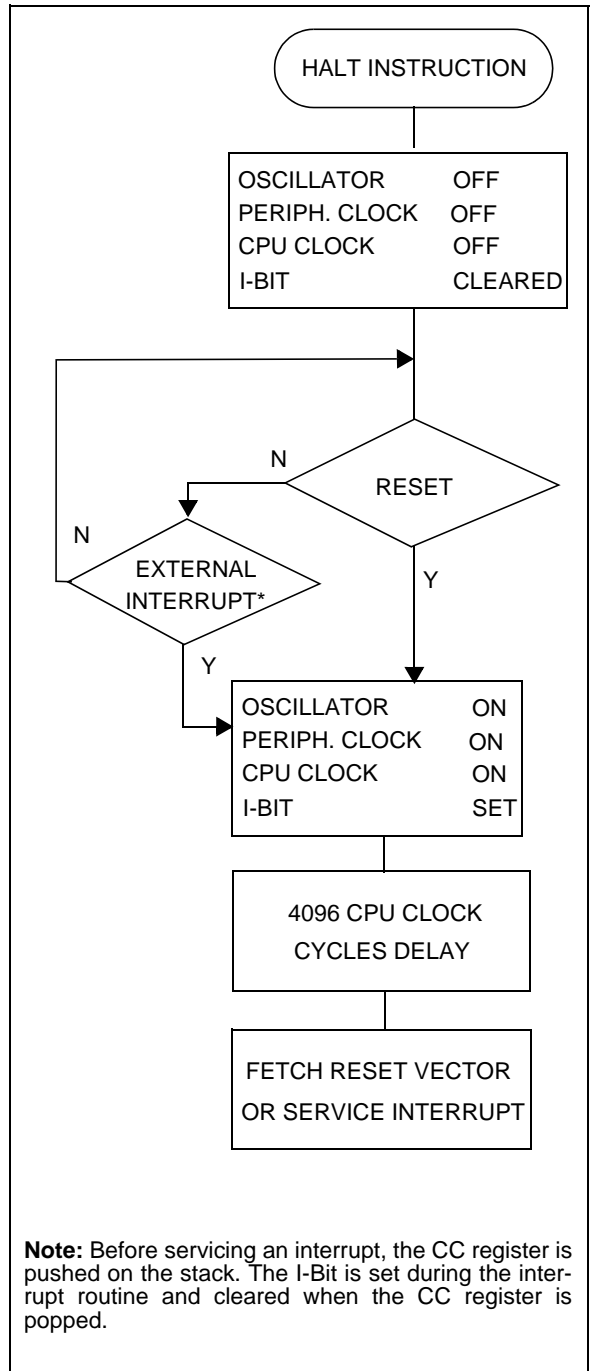 HALT INSTRUCTION
OSCILLATOR OFF
PERIPH. CLOCK OFF
CPU CLOCK OFF
I-BIT CLEARED
N
RESET
N
EXTERNAL
INTERRUPT*
Y
Y
OSCILLATOR ON
PERIPH. CLOCK ON
CPU CLOCK ON
I-BIT SET
4096 CPU CLOCK
CYCLES DELAY
FETCH RESET VECTOR
OR SERVICE INTERRUPT
Note: Before servicing an interrupt, the CC register is
pushed on the stack. The I-Bit is set during the inter-
rupt routine and cleared when the CC register is
popped.